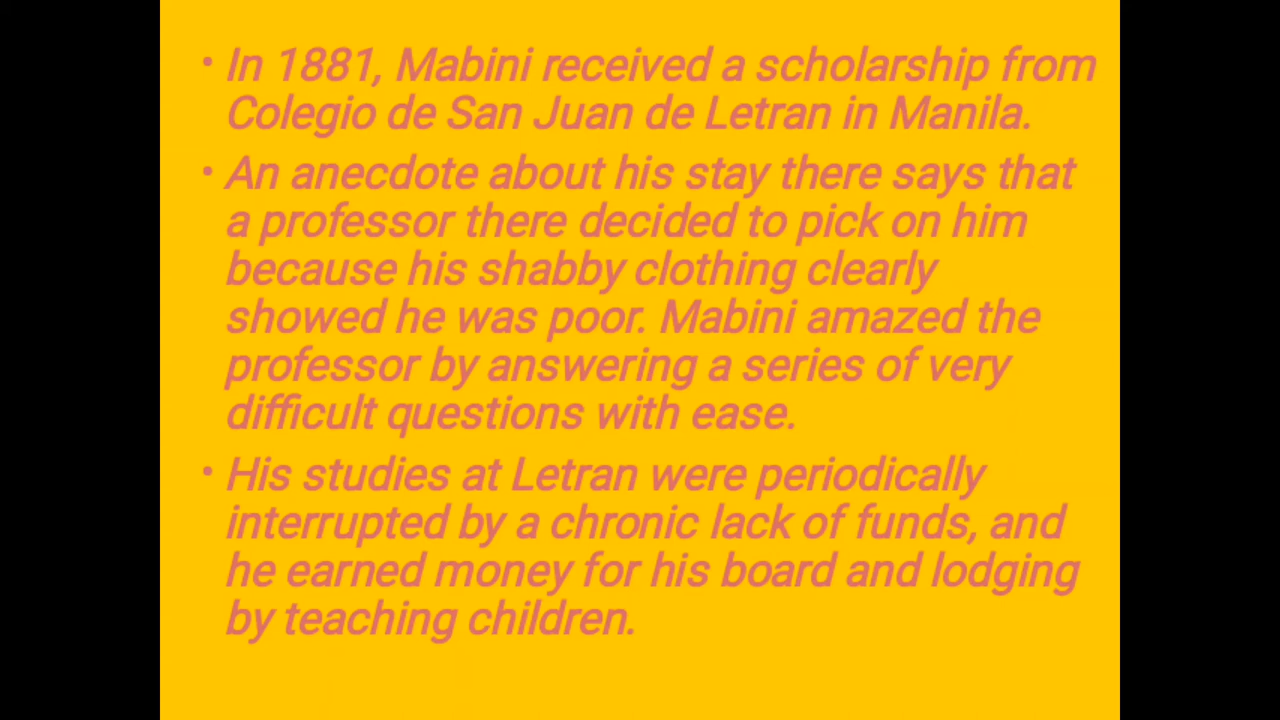 • In 1881, Mabini received a scholarship from
Colegio de San Juan de Letran in Manila.
• An anecdote about his stay there says that
a professor there decided to pick on him
because his shabby clothing clearly
showed he was poor. Mabini amazed the
professor by answering a series of very
difficult questions with ease.
• His studies at Letran were periodically
interrupted by a chronic lack of funds, and
he earned money for his board and lodging
by teaching children.